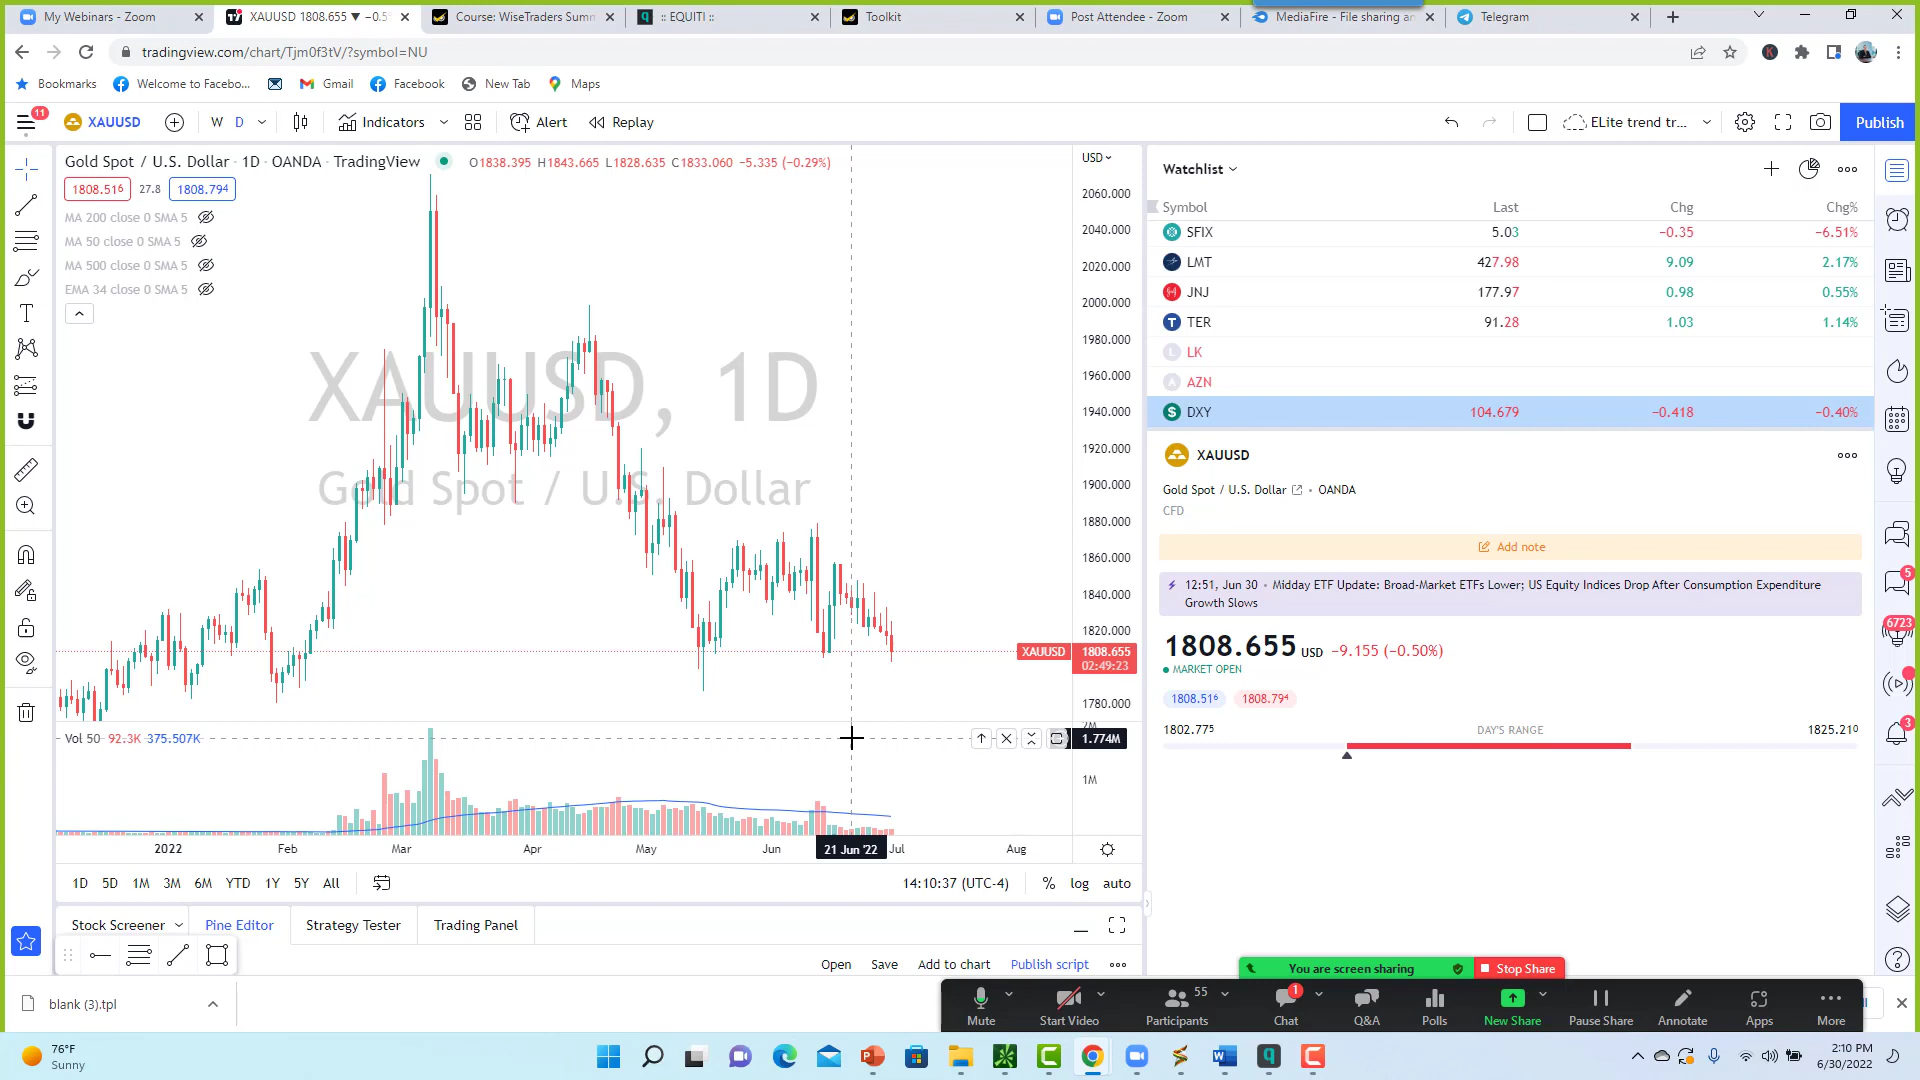 My Webinars - Zoom
XAUUSD 1808.655 ▼ −0.5
Course: WiseTraders Summ
:: EQUITI ::
Toolkit
Post Attendee - Zoom
MediaFire - File sharing an
Telegram
tradingview.com/chart/Tjm0f3tV/?symbol=NU
Bookmarks
Welcome to Facebo...
Gmail
Facebook
New Tab
Maps
11
XAUUSD
W D
Indicators
Alert
Replay
ELite trend tr...
Publish
Gold Spot / U.S. Dollar · 1D · OANDA · TradingView
O1838.395 H1843.665 L1828.635 C1833.060 −5.335 (−0.29%)
1808.516 27.8 1808.794
MA 200 close 0 SMA 5
MA 50 close 0 SMA 5
MA 500 close 0 SMA 5
EMA 34 close 0 SMA 5
XAUUSD, 1D
Gold Spot / U.S. Dollar
USD
2060.000
2040.000
2020.000
2000.000
1980.000
1960.000
1940.000
1920.000
1900.000
1880.000
1860.000
1840.000
1820.000
XAUUSD 1808.655
02:49:23
1780.000
Vol 50 92.3K 375.507K
2M
1.774M
1M
2022 Feb Mar Apr May Jun 21 Jun '22 Jul Aug
1D 5D 1M 3M 6M YTD 1Y 5Y All
14:10:37 (UTC-4) % log auto
Stock Screener
Pine Editor
Strategy Tester
Trading Panel
Open Save Add to chart Publish script
Watchlist
Symbol Last Chg Chg%
SFIX 5.03 −0.35 −6.51%
LMT 427.98 9.09 2.17%
JNJ 177.97 0.98 0.55%
TER 91.28 1.03 1.14%
LK
AZN
DXY 104.679 −0.418 −0.40%
XAUUSD
Gold Spot / U.S. Dollar • OANDA
CFD
Add note
12:51, Jun 30 • Midday ETF Update: Broad-Market ETFs Lower; US Equity Indices Drop After Consumption Expenditure
Growth Slows
1808.655 USD −9.155 (−0.50%)
MARKET OPEN
1808.516 1808.794
1802.775 DAY'S RANGE 1825.210
5
6723
3
You are screen sharing
Stop Share
Mute
Start Video
55
Participants
1
Chat
Q&A
Polls
New Share
Pause Share
Annotate
Apps
More
blank (3).tpl
76°F
Sunny
2:10 PM
6/30/2022